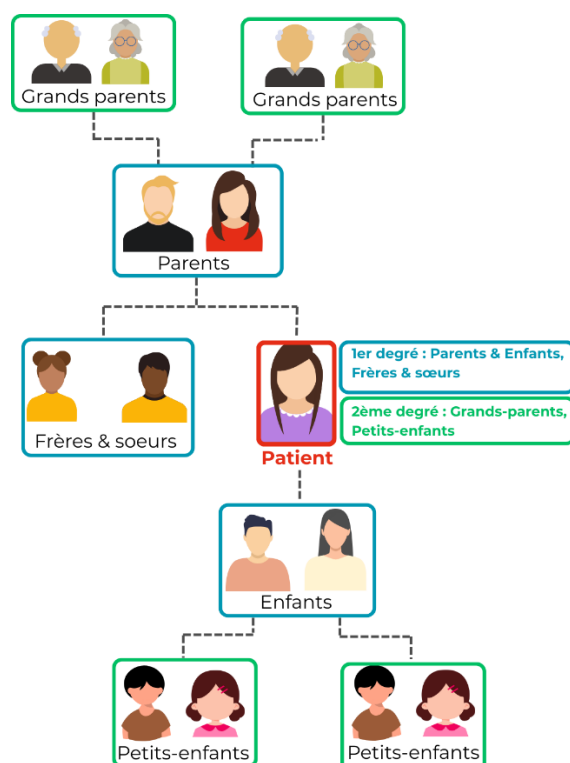 Grands parents
Grands parents
Parents
Frères & soeurs
Patient
1er degré : Parents & Enfants,
Frères & sœurs
2ème degré : Grands-parents,
Petits-enfants
Enfants
Petits-enfants
Petits-enfants